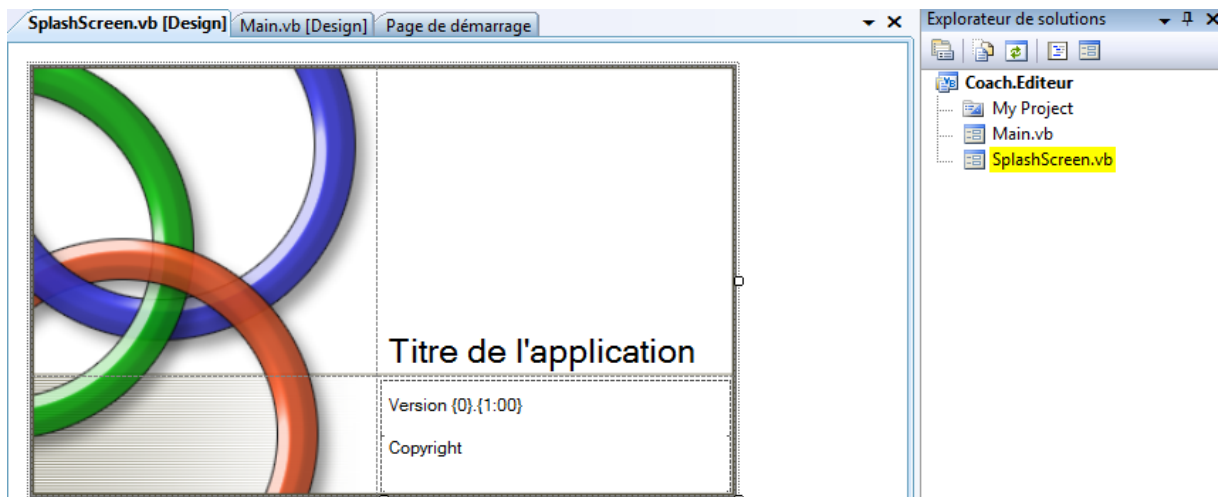 SplashScreen.vb [Design] Main.vb [Design] Page de démarrage
Titre de l'application
Version {0}.{1:00}
Copyright
Explorateur de solutions
Coach.Editeur
My Project
Main.vb
SplashScreen.vb